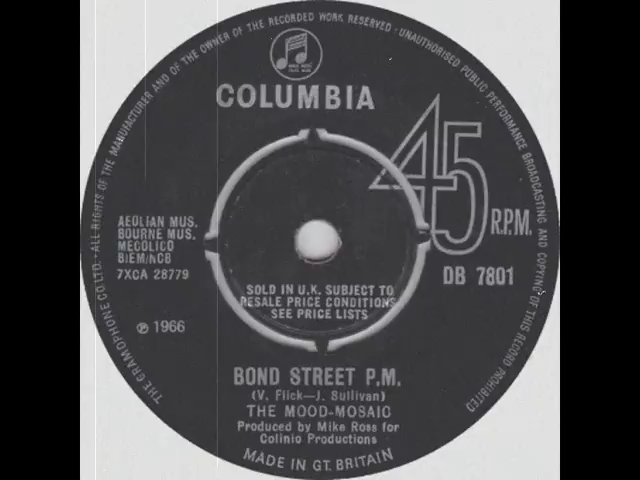 THE GRAMOPHONE CO. LTD. · ALL RIGHTS OF THE MANUFACTURER AND OF THE OWNER OF THE RECORDED WORK RESERVED · UNAUTHORISED PUBLIC PERFORMANCE BROADCASTING AND COPYING OF THIS RECORD PROHIBITED
COLUMBIA
45
R.P.M.
AEOLIAN MUS.
BOURNE MUS.
MECOLICO
BIEM/NCB
7XCA 28779
DB 7801
SOLD IN U.K. SUBJECT TO
RESALE PRICE CONDITIONS
SEE PRICE LISTS
℗ 1966
BOND STREET P.M.
(V. Flick—J. Sullivan)
THE MOOD-MOSAIC
Produced by Mike Ross for
Colinio Productions
MADE IN GT. BRITAIN